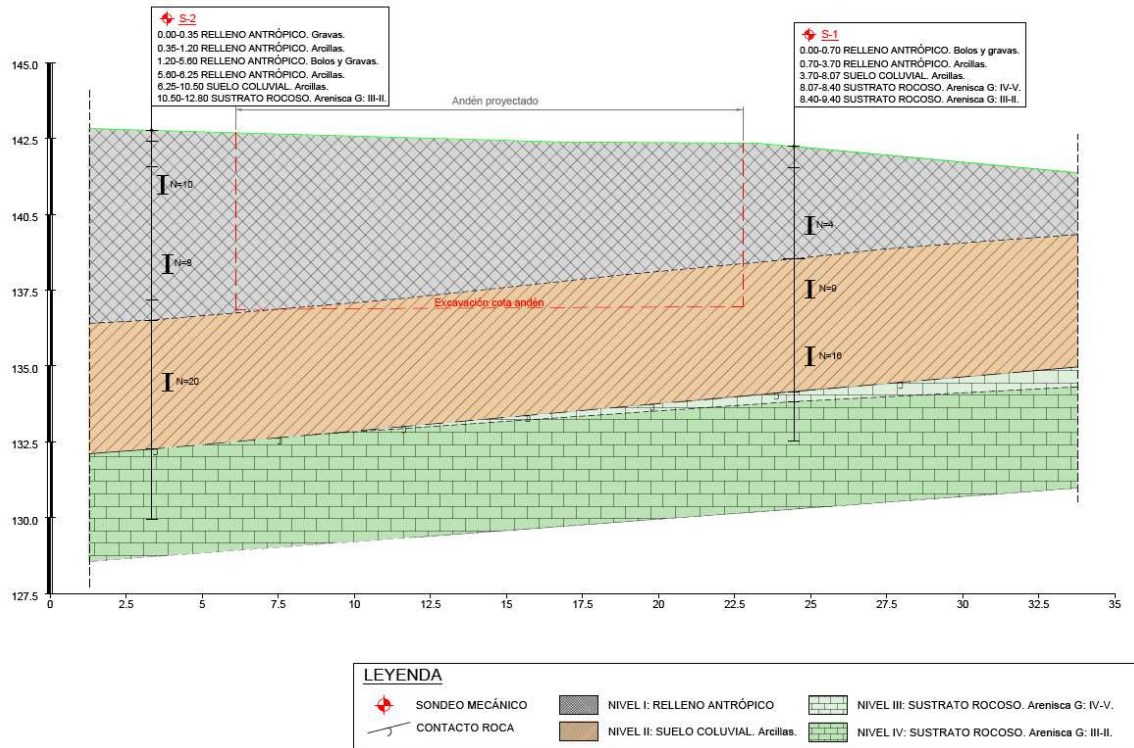 S-2
0.00-0.35 RELLENO ANTRÓPICO. Gravas.
0.35-1.20 RELLENO ANTRÓPICO. Arcillas.
1.20-5.60 RELLENO ANTRÓPICO. Bolos y Gravas.
5.60-6.25 RELLENO ANTRÓPICO. Arcillas.
6.25-10.50 SUELO COLUVIAL. Arcillas.
10.50-12.80 SUSTRATO ROCOSO. Arenisca G: III-II.
S-1
0.00-0.70 RELLENO ANTRÓPICO. Bolos y gravas.
0.70-3.70 RELLENO ANTRÓPICO. Arcillas.
3.70-8.07 SUELO COLUVIAL. Arcillas.
8.07-8.40 SUSTRATO ROCOSO. Arenisca G: IV-V.
8.40-9.40 SUSTRATO ROCOSO. Arenisca G: III-II.
Andén proyectado
145.0
142.5
140.5
137.5
135.0
132.5
130.0
127.5
N=10
N=8
N=20
N=4
N=9
N=16
Excavación cota andén
0 2.5 5 7.5 10 12.5 15 17.5 20 22.5 25 27.5 30 32.5 35
LEYENDA
SONDEO MECÁNICO
CONTACTO ROCA
NIVEL I: RELLENO ANTRÓPICO
NIVEL II: SUELO COLUVIAL. Arcillas.
NIVEL III: SUSTRATO ROCOSO. Arenisca G: IV-V.
NIVEL IV: SUSTRATO ROCOSO. Arenisca G: III-II.